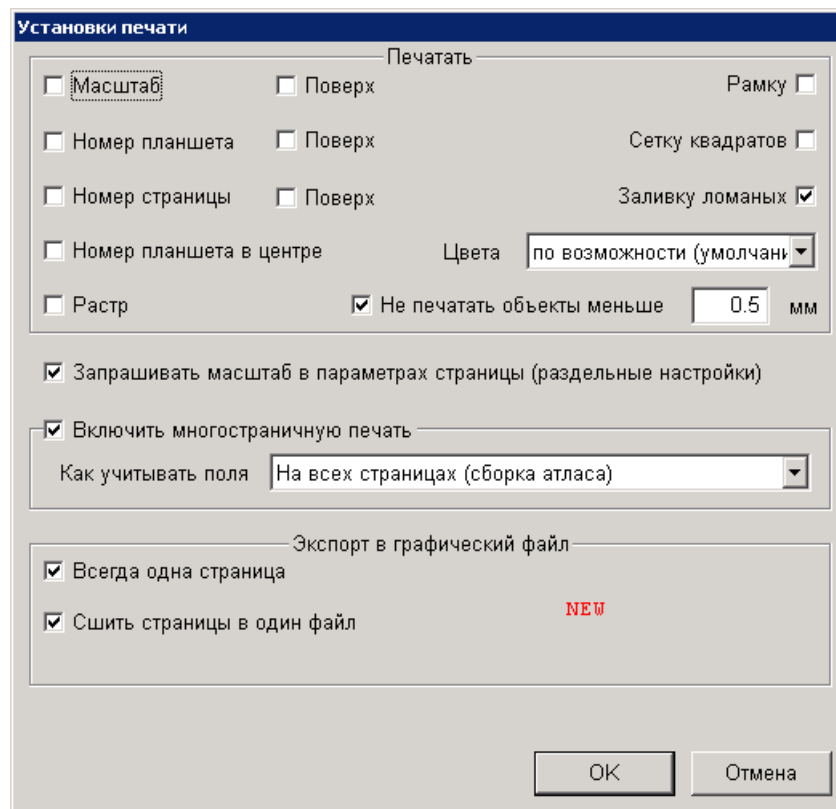 Установки печати
Печатать
Масштаб Поверх Рамку
Номер планшета Поверх Сетку квадратов
Номер страницы Поверх Заливку ломаных
Номер планшета в центре Цвета по возможности (умолчани
Растр Не печатать объекты меньше 0.5 мм
Запрашивать масштаб в параметрах страницы (раздельные настройки)
Включить многостраничную печать
Как учитывать поля На всех страницах (сборка атласа)
Экспорт в графический файл
Всегда одна страница
NEW
Сшить страницы в один файл
OK Отмена